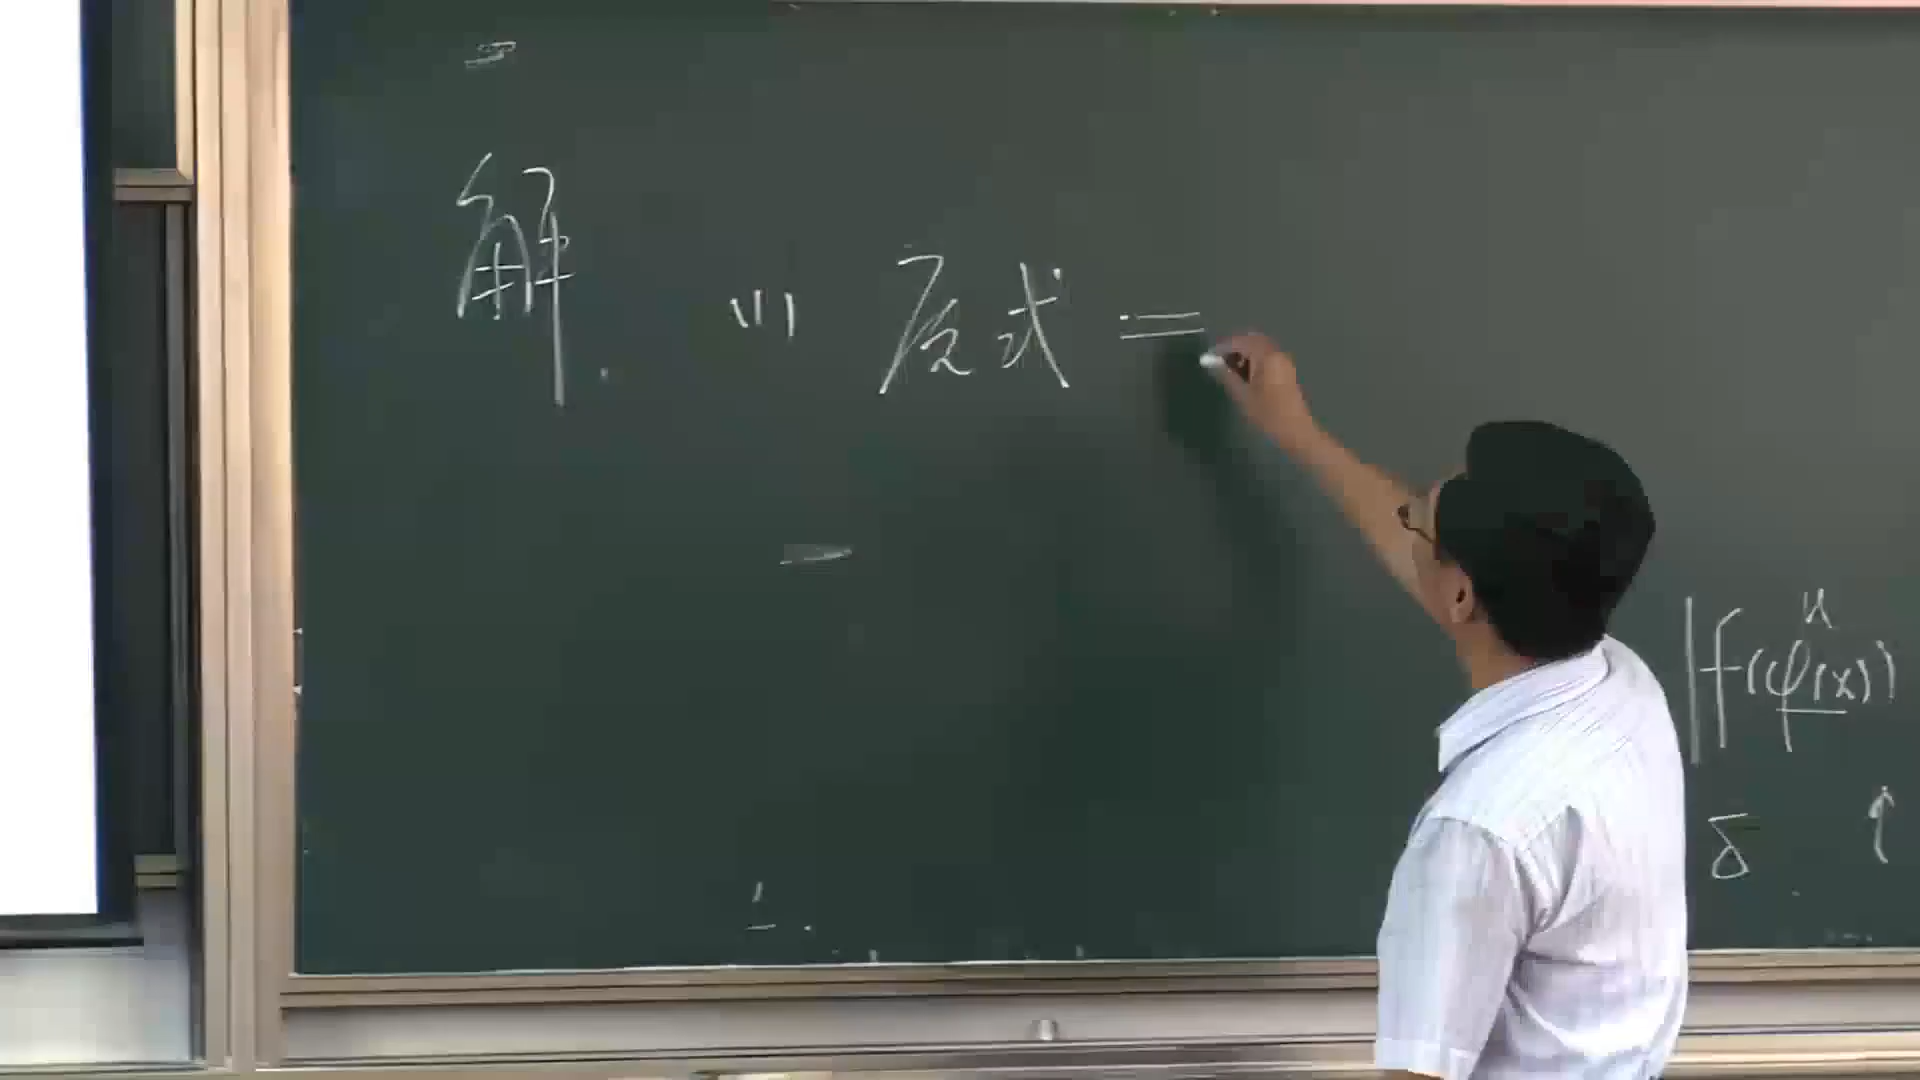 解.
(1) 原式 =
|f(φ(x))
u
δ